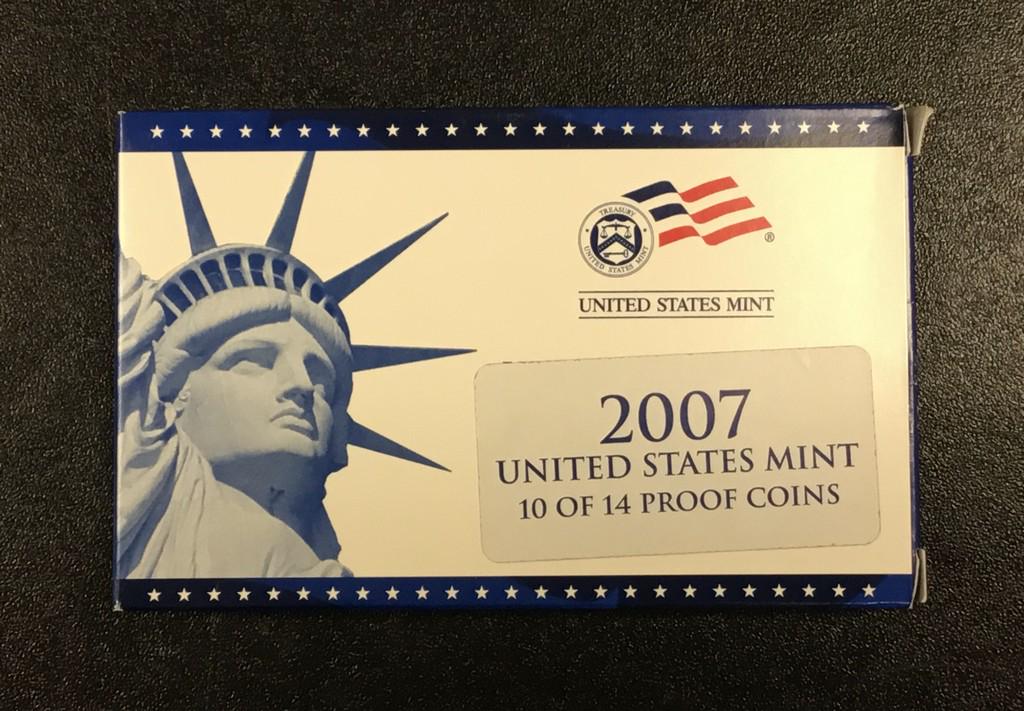 TREASURY
UNITED STATES MINT
®
UNITED STATES MINT
2007
UNITED STATES MINT
10 OF 14 PROOF COINS